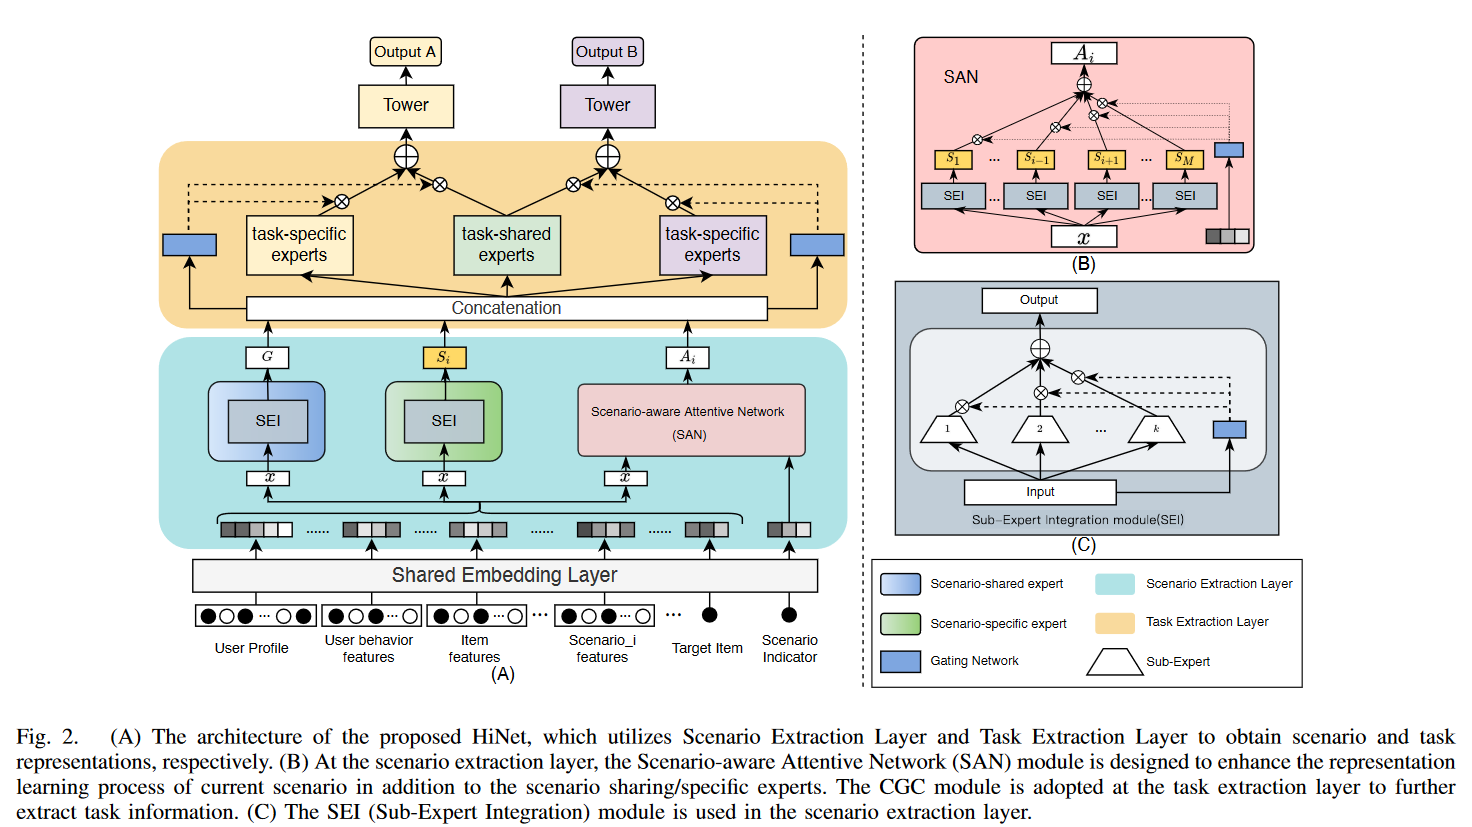 Output A
Output B
Tower
Tower
task-specific
experts
task-shared
experts
task-specific
experts
Concatenation
G
S_i
A_i
SEI
SEI
Scenario-aware Attentive Network
(SAN)
x
x
x
......
......
......
......
Shared Embedding Layer
...
...
...
...
...
...
User Profile
User behavior
features
Item
features
Scenario_i
features
Target Item
Scenario
Indicator
(A)
SAN
A_i
S_1
...
S_{i-1}
S_{i+1}
...
S_M
SEI
...
SEI
SEI
...
SEI
x
(B)
Output
1
2
...
k
Input
Sub-Expert Integration module(SEI)
(C)
Scenario-shared expert
Scenario Extraction Layer
Scenario-specific expert
Task Extraction Layer
Gating Network
Sub-Expert
Fig. 2. (A) The architecture of the proposed HiNet, which utilizes Scenario Extraction Layer and Task Extraction Layer to obtain scenario and task
representations, respectively. (B) At the scenario extraction layer, the Scenario-aware Attentive Network (SAN) module is designed to enhance the representation
learning process of current scenario in addition to the scenario sharing/specific experts. The CGC module is adopted at the task extraction layer to further
extract task information. (C) The SEI (Sub-Expert Integration) module is used in the scenario extraction layer.